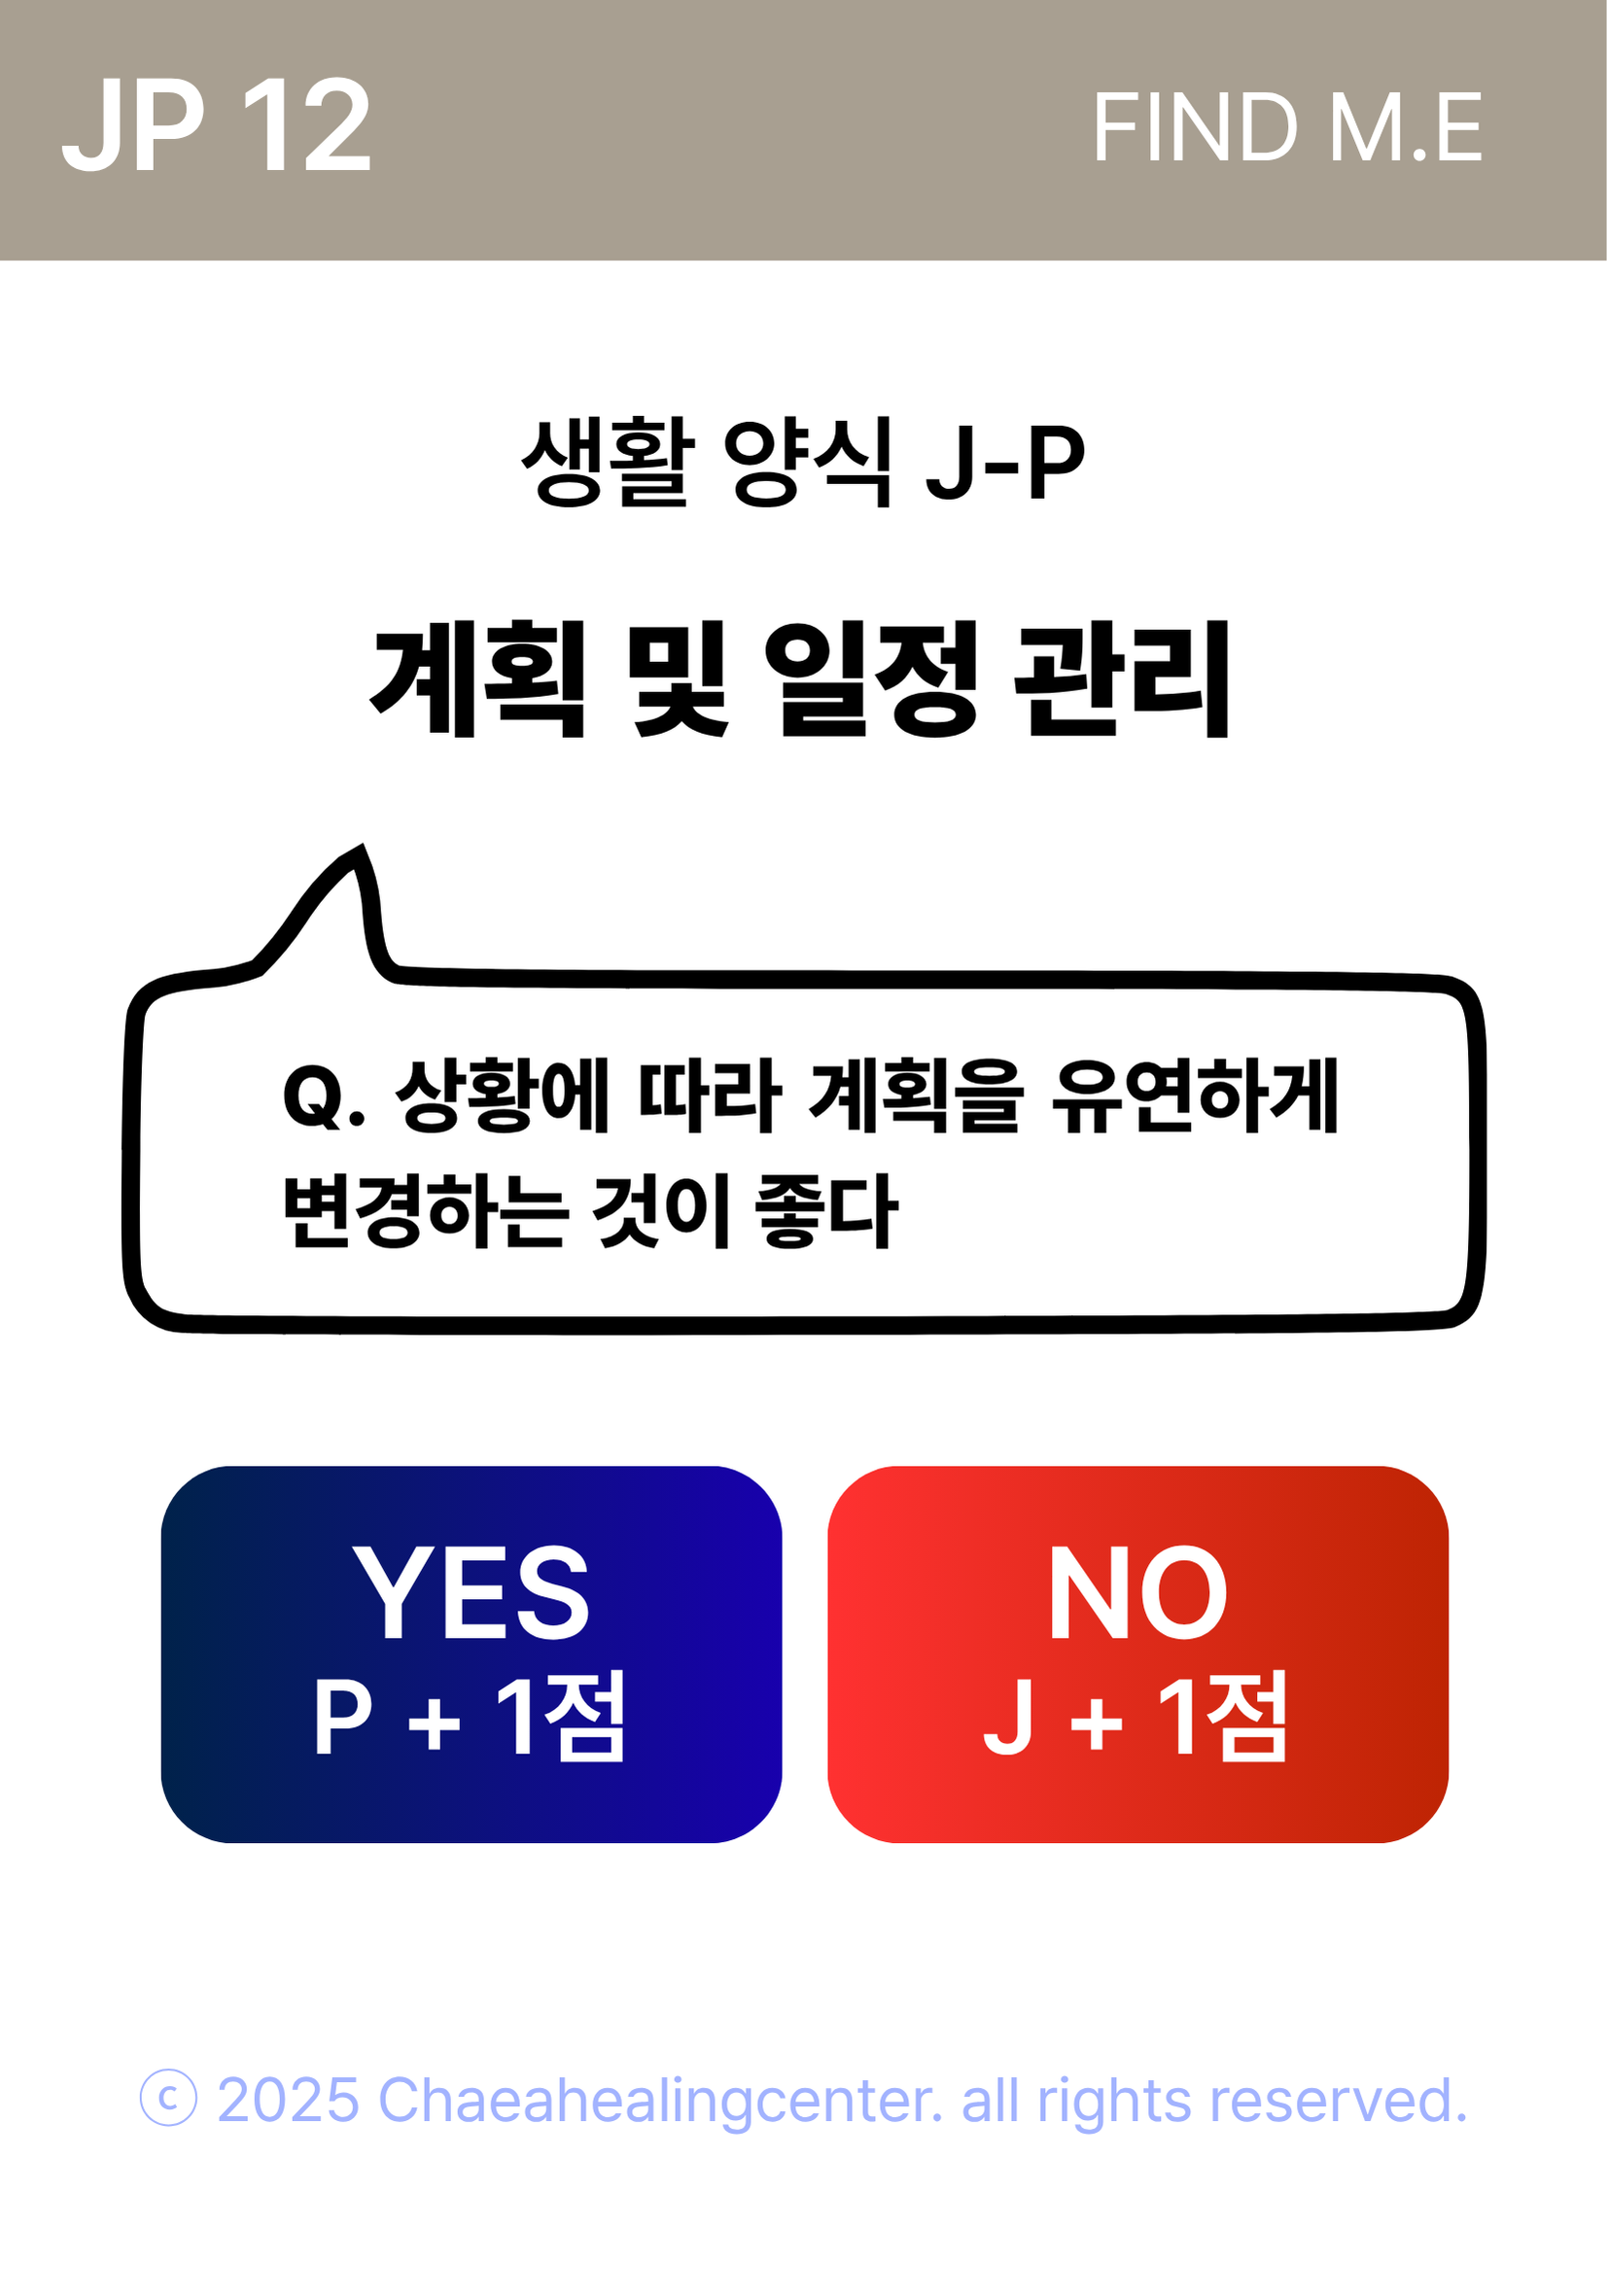 JP 12
FIND M.E
생활 양식 J-P
계획 및 일정 관리
Q. 상황에 따라 계획을 유연하게
변경하는 것이 좋다
YES
P + 1점
NO
J + 1점
© 2025 Chaeahealingcenter. all rights reserved.